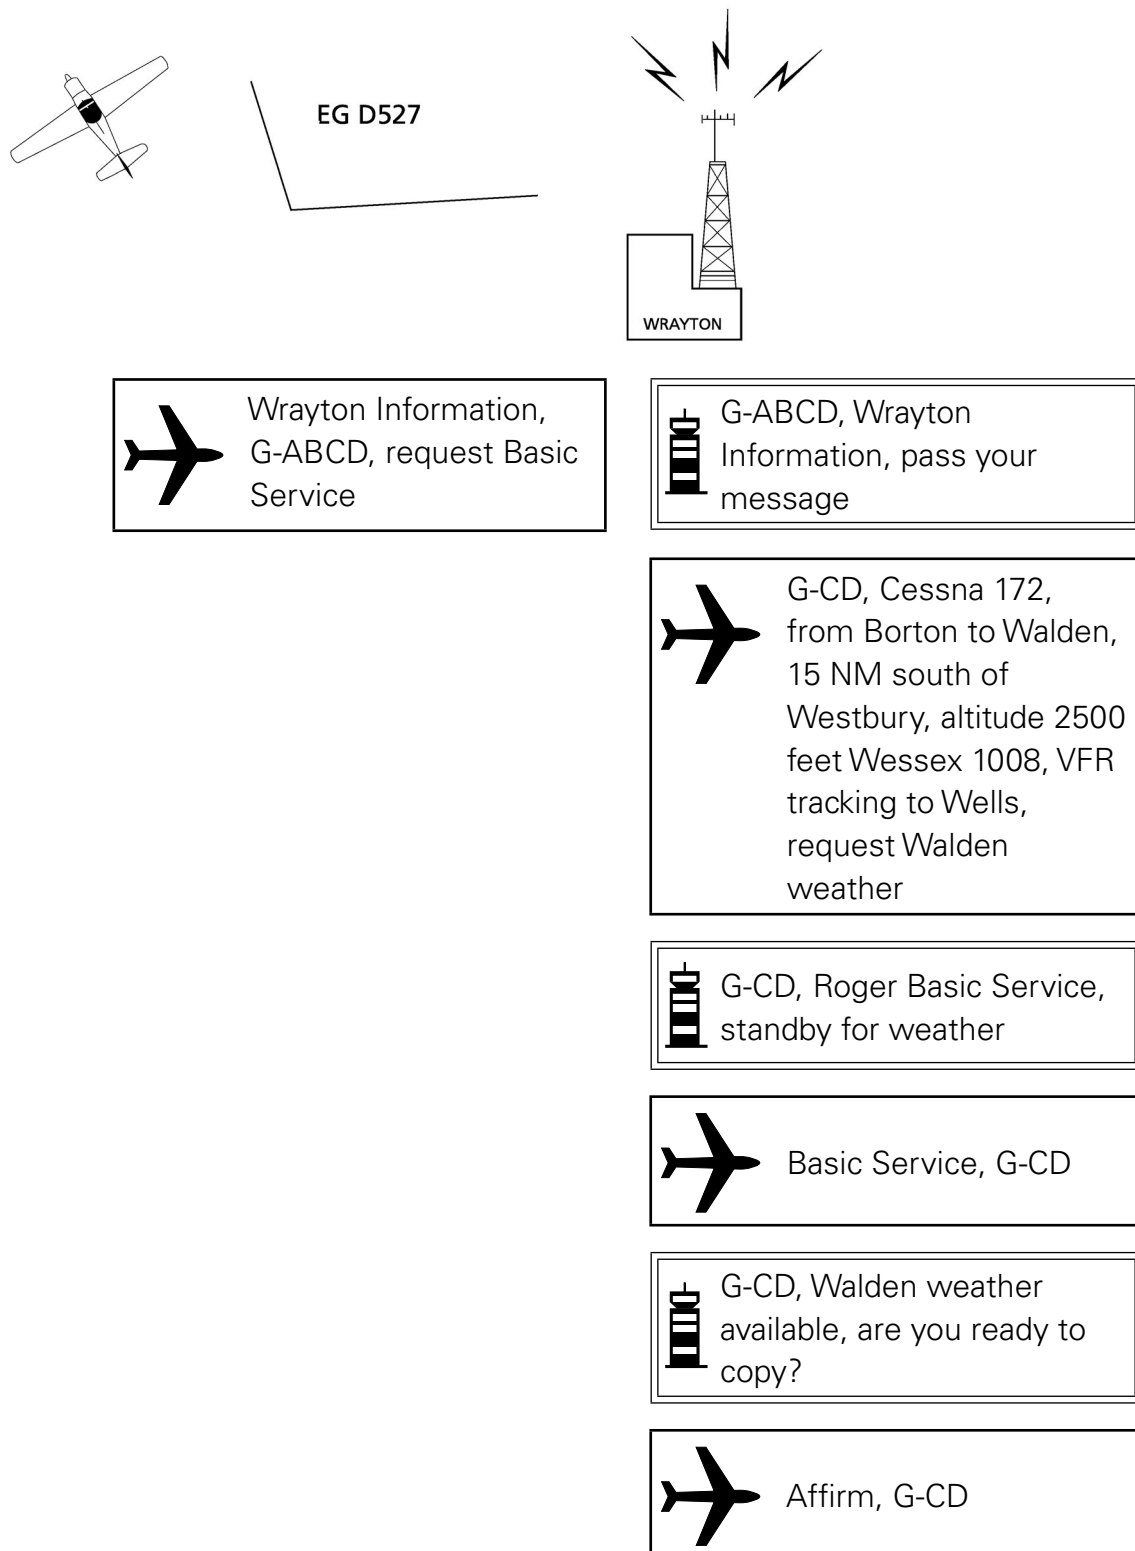 EG D527
WRAYTON
Wrayton Information,
G-ABCD, request Basic
Service
G-ABCD, Wrayton
Information, pass your
message
G-CD, Cessna 172,
from Borton to Walden,
15 NM south of
Westbury, altitude 2500
feet Wessex 1008, VFR
tracking to Wells,
request Walden
weather
G-CD, Roger Basic Service,
standby for weather
Basic Service, G-CD
G-CD, Walden weather
available, are you ready to
copy?
Affirm, G-CD